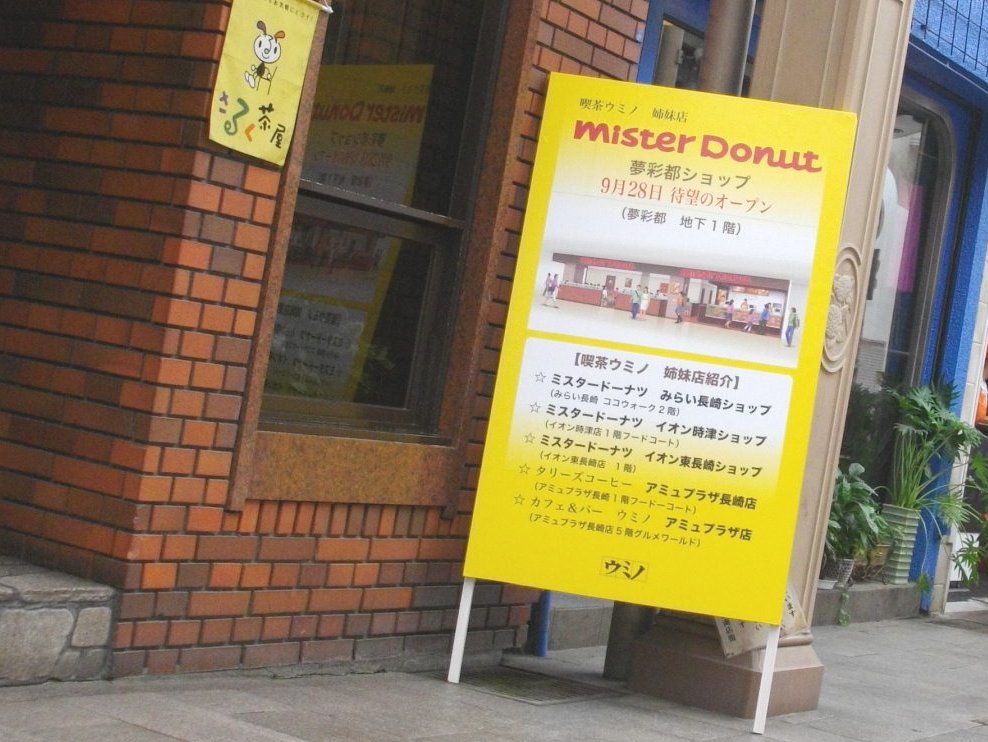 さるく
茶屋
喫茶ウミノ 姉妹店
mister Donut
夢彩都ショップ
9月28日 待望のオープン
(夢彩都 地下1階)
【喫茶ウミノ 姉妹店紹介】
☆ ミスタードーナツ みらい長崎ショップ
(みらい長崎 ココウォーク2階)
☆ ミスタードーナツ イオン時津ショップ
(イオン時津店1階フードコート)
☆ ミスタードーナツ イオン東長崎ショップ
(イオン東長崎店 1階)
☆ タリーズコーヒー アミュプラザ長崎店
(アミュプラザ長崎1階フードーコート)
☆ カフェ&バー ウミノ アミュプラザ店
(アミュプラザ長崎店5階グルメワールド)
ウミノ